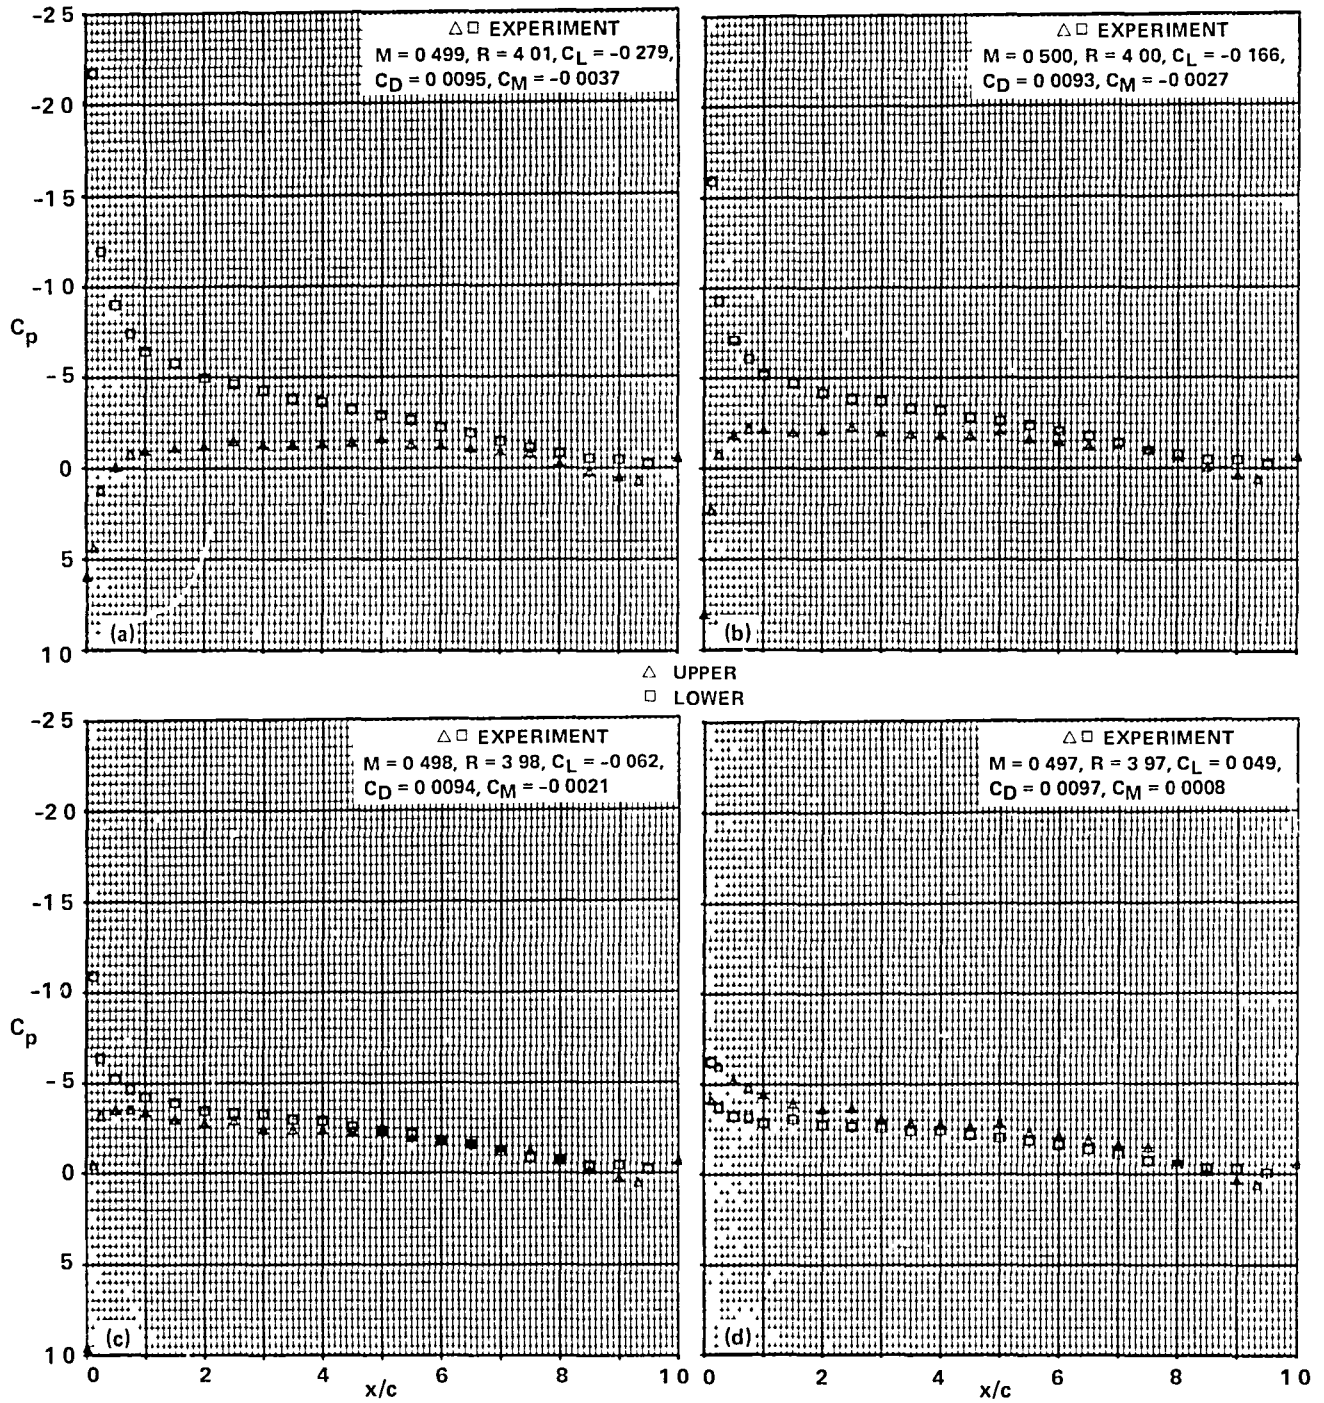 -2 5
△ □ EXPERIMENT
M = 0 499, R = 4 01, CL = -0 279,
CD = 0 0095, CM = -0 0037
△ □ EXPERIMENT
M = 0 500, R = 4 00, CL = -0 166,
CD = 0 0093, CM = -0 0027
-2 0
-1 5
-1 0
Cp
- 5
0
5
1 0
(a)
(b)
△ UPPER
□ LOWER
-2 5
△ □ EXPERIMENT
M = 0 498, R = 3 98, CL = -0 062,
CD = 0 0094, CM = -0 0021
△ □ EXPERIMENT
M = 0 497, R = 3 97, CL = 0 049,
CD = 0 0097, CM = 0 0008
-2 0
-1 5
-1 0
Cp
- 5
0
5
1 0
(c)
(d)
0 2 4 6 8 1 0
x/c
0 2 4 6 8 1 0
x/c